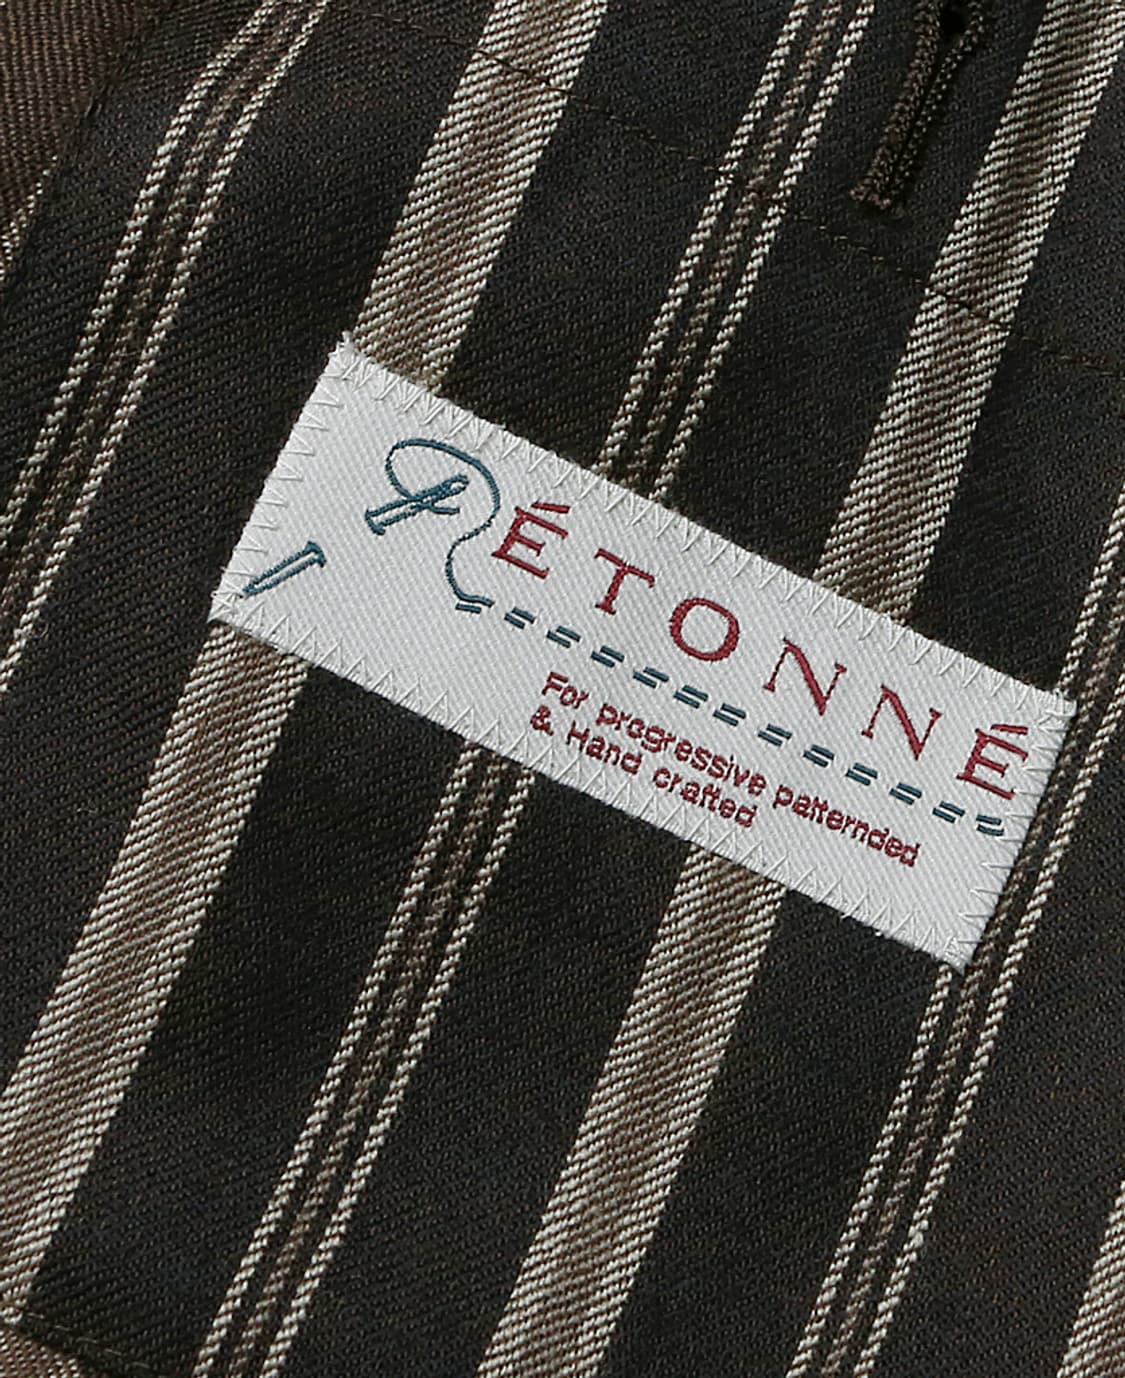 RÉTONNÉ
For progressive patternded
& Hand crafted